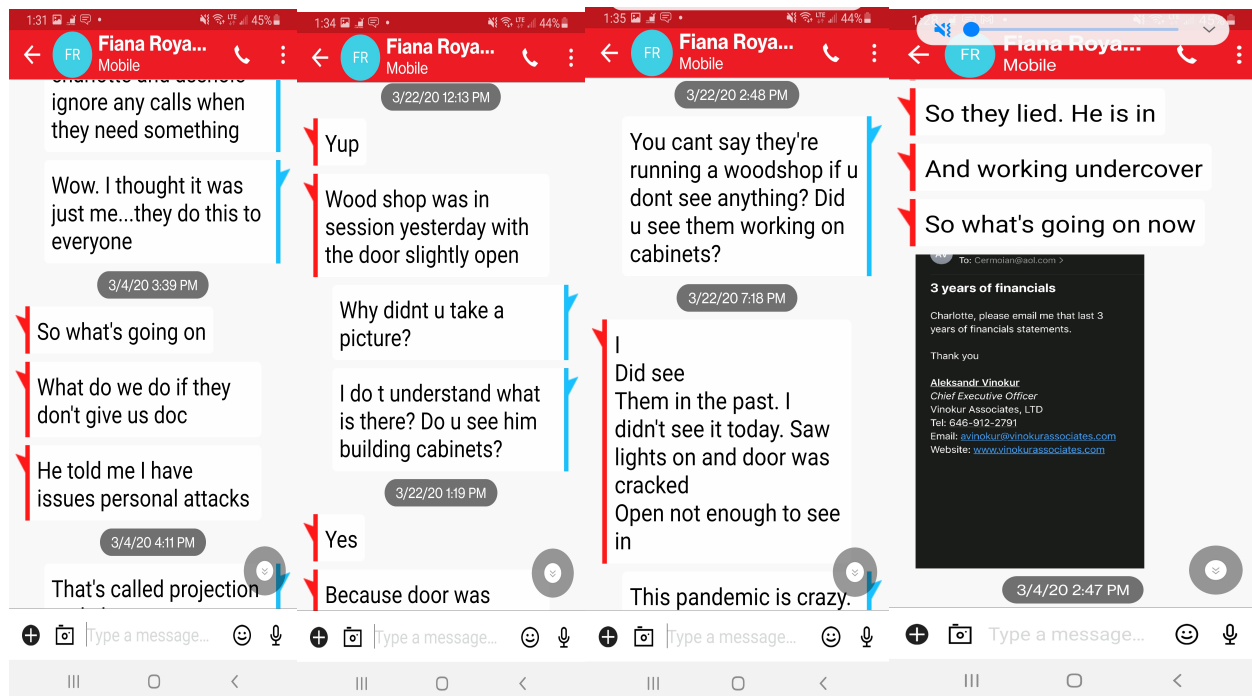 1:31
LTE
45%
FR
Fiana Roya...
Mobile
ignore any calls when
they need something
Wow. I thought it was
just me...they do this to
everyone
3/4/20 3:39 PM
So what's going on
What do we do if they
don't give us doc
He told me I have
issues personal attacks
3/4/20 4:11 PM
That's called projection
Type a message...
1:34
LTE
44%
FR
Fiana Roya...
Mobile
3/22/20 12:13 PM
Yup
Wood shop was in
session yesterday with
the door slightly open
Why didnt u take a
picture?
I do t understand what
is there? Do u see him
building cabinets?
3/22/20 1:19 PM
Yes
Because door was
Type a message...
1:35
LTE
44%
FR
Fiana Roya...
Mobile
3/22/20 2:48 PM
You cant say they're
running a woodshop if u
dont see anything? Did
u see them working on
cabinets?
3/22/20 7:18 PM
I
Did see
Them in the past. I
didn't see it today. Saw
lights on and door was
cracked
Open not enough to see
in
This pandemic is crazy.
Type a message...
45%
FR
Fiana Roya...
Mobile
So they lied. He is in
And working undercover
So what's going on now
AV
To: Cermoian@aol.com >
3 years of financials
Charlotte, please email me that last 3
years of financials statements.
Thank you
Aleksandr Vinokur
Chief Executive Officer
Vinokur Associates, LTD
Tel: 646-912-2791
Email: avinokur@vinokurassociates.com
Website: www.vinokurassociates.com
3/4/20 2:47 PM
Type a message...